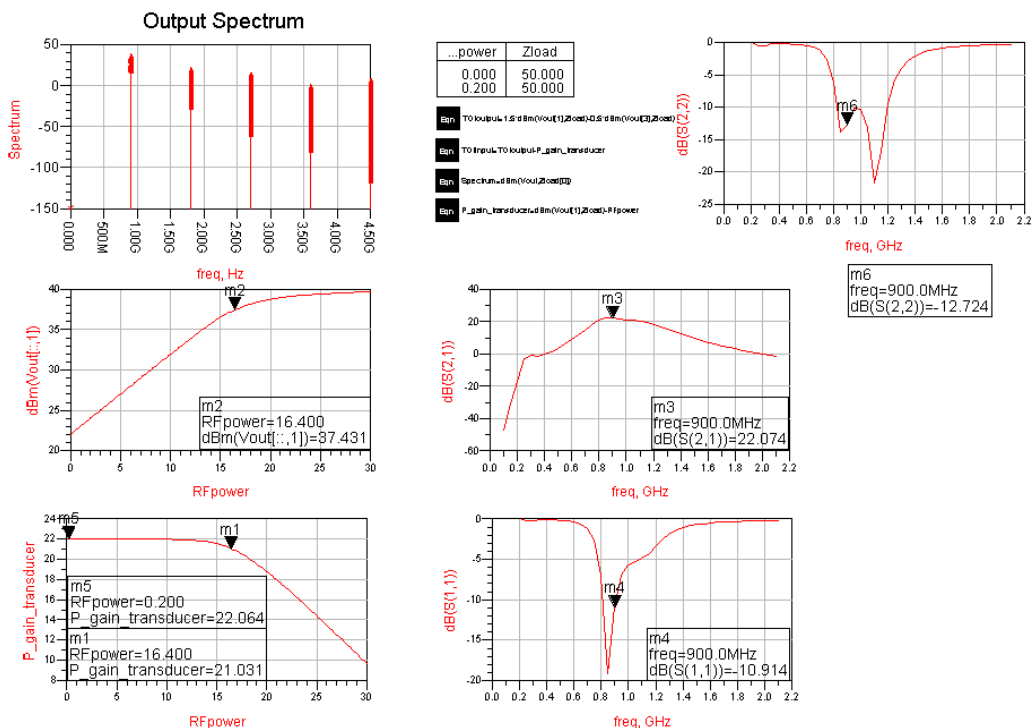 Output Spectrum
50
0
-50
-100
-150
Spectrum
0.000
500.M
1.00G
1.50G
2.00G
2.50G
3.00G
3.50G
4.00G
4.50G
freq, Hz
...power Zload
0.000 50.000
0.200 50.000
Eqn
Eqn
Eqn Spectrum=dBm(Vout,Zload[0])
Eqn P_gain_transducer=dBm(Vout[1],Zload)-RFpower
0
-5
-10
-15
-20
-25
dB(S(2,2))
m6
0.0 0.2 0.4 0.6 0.8 1.0 1.2 1.4 1.6 1.8 2.0 2.2
freq, GHz
m6
freq=900.0MHz
dB(S(2,2))=-12.724
40
35
30
25
20
dBm(Vout[::,1])
m2
m2
RFpower=16.400
dBm(Vout[::,1])=37.431
0 5 10 15 20 25 30
RFpower
40
20
0
-20
-40
-60
dB(S(2,1))
m3
m3
freq=900.0MHz
dB(S(2,1))=22.074
0.0 0.2 0.4 0.6 0.8 1.0 1.2 1.4 1.6 1.8 2.0 2.2
freq, GHz
24
22
20
18
16
14
12
10
8
P_gain_transducer
m5
m1
m5
RFpower=0.200
P_gain_transducer=22.064
m1
RFpower=16.400
P_gain_transducer=21.031
0 5 10 15 20 25 30
RFpower
0
-5
-10
-15
-20
dB(S(1,1))
m4
m4
freq=900.0MHz
dB(S(1,1))=-10.914
0.0 0.2 0.4 0.6 0.8 1.0 1.2 1.4 1.6 1.8 2.0 2.2
freq, GHz